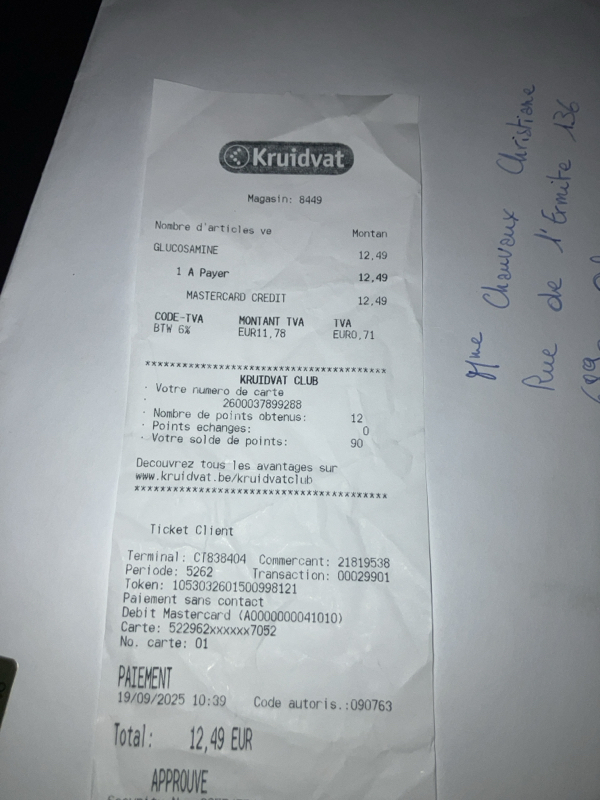 Kruidvat
Magasin: 8449
Nombre d'articles ve Montan
GLUCOSAMINE 12,49
1 A Payer 12,49
MASTERCARD CREDIT 12,49
CODE-TVA MONTANT TVA TVA
BTW 6% EUR11,78 EURO,71
****************************************
KRUIDVAT CLUB
· Votre numero de carte
· 2600037899288
· Nombre de points obtenus: 12
· Points echanges: 0
· Votre solde de points: 90
Decouvrez tous les avantages sur
www.kruidvat.be/kruidvatclub
****************************************
Ticket Client
Terminal: CT838404 Commercant: 21819538
Periode: 5262 Transaction: 00029901
Token: 1053032601500998121
Paiement sans contact
Debit Mastercard (A0000000041010)
Carte: 522962xxxxxx7052
No. carte: 01
PAIEMENT
19/09/2025 10:39 Code autoris.:090763
Total: 12,49 EUR
APPROUVE
Mme Chauvaux Christiane
Rue de l'Ermite 136